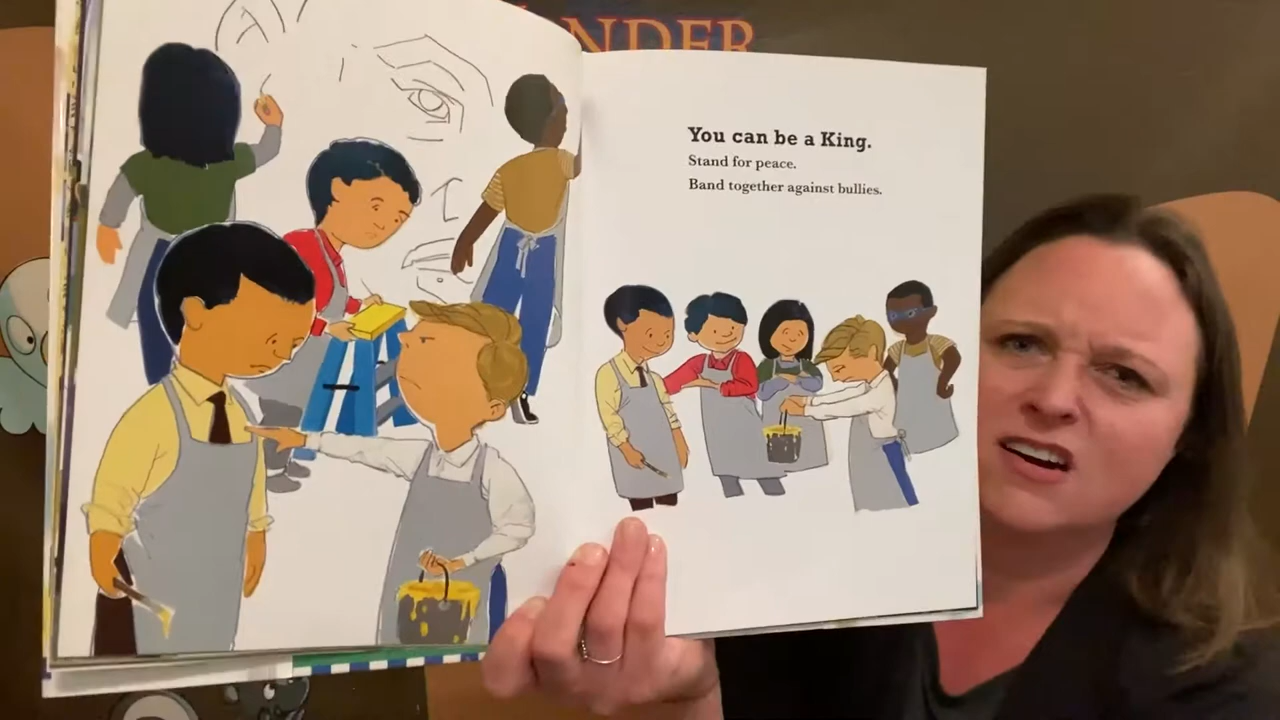 You can be a King.
Stand for peace.
Band together against bullies.